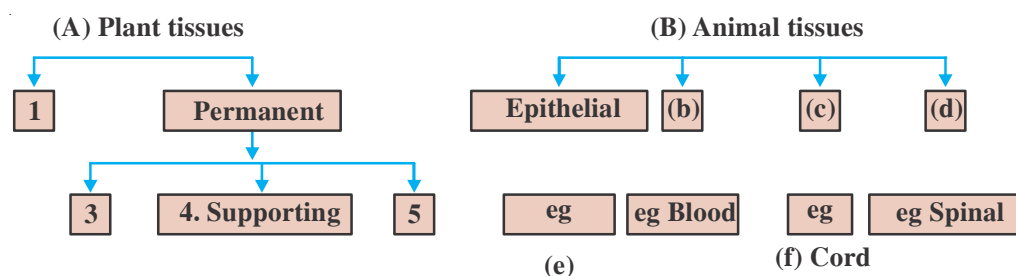 (A) Plant tissues
(B) Animal tissues
1
Permanent
Epithelial
(b)
(c)
(d)
3
4. Supporting
5
eg
eg Blood
eg
eg Spinal
(e)
(f) Cord